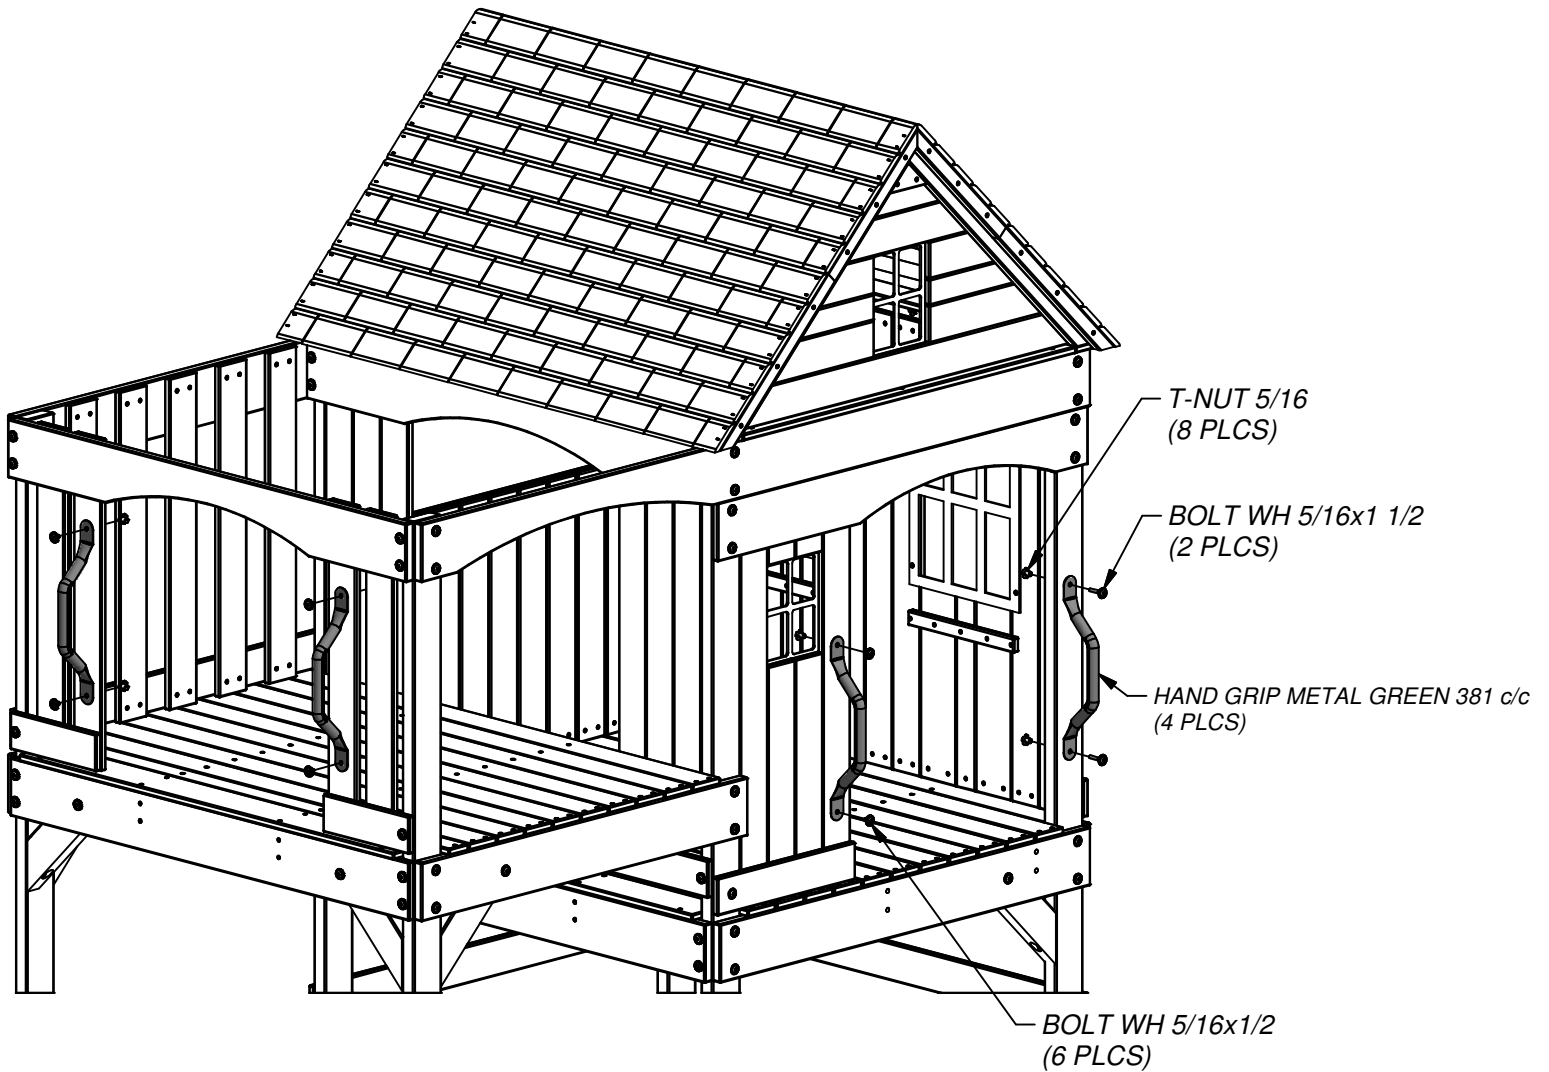 T-NUT 5/16
(8 PLCS)
BOLT WH 5/16x1 1/2
(2 PLCS)
HAND GRIP METAL GREEN 381 c/c
(4 PLCS)
BOLT WH 5/16x1/2
(6 PLCS)